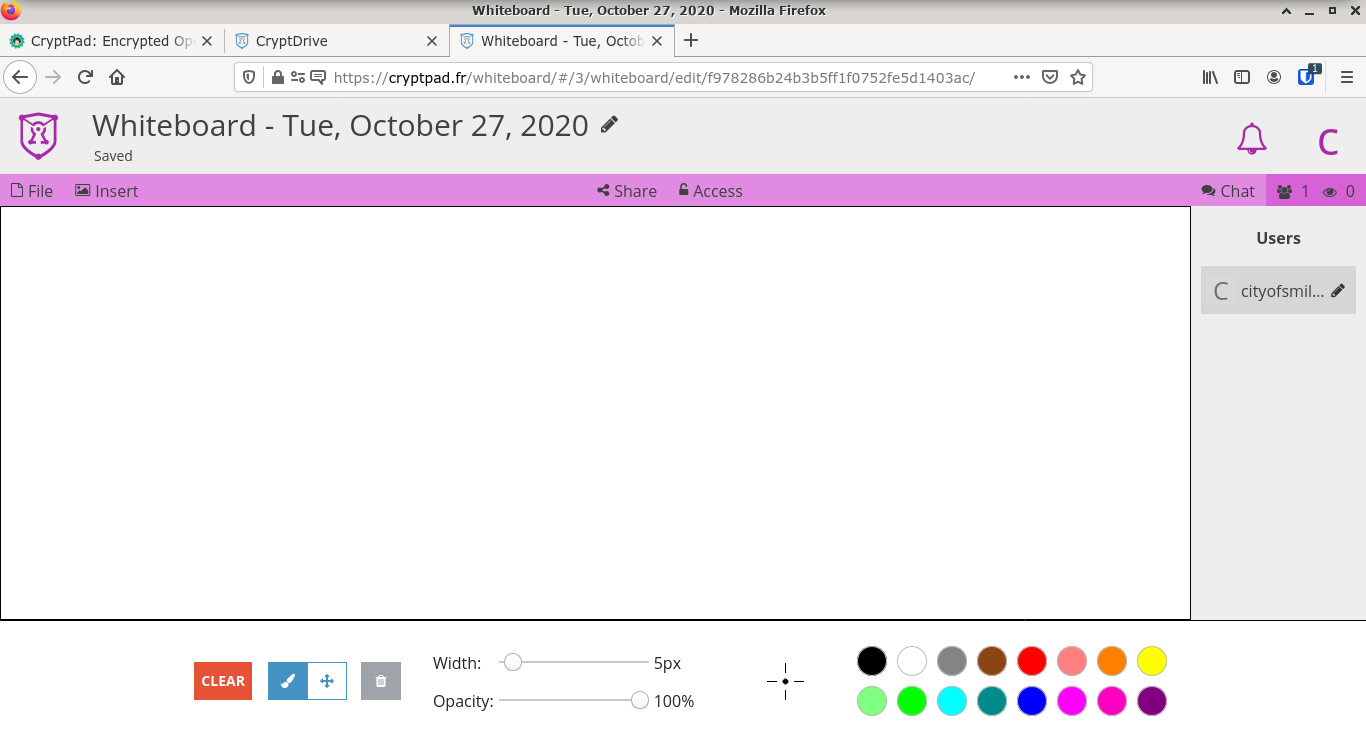 Whiteboard - Tue, October 27, 2020 - Mozilla Firefox
CryptPad: Encrypted Op
CryptDrive
Whiteboard - Tue, Octob
https://cryptpad.fr/whiteboard/#/3/whiteboard/edit/f978286b24b3b5ff1f0752fe5d1403ac/
1
Whiteboard - Tue, October 27, 2020
Saved
C
File Insert Share Access Chat 1 0
Users
C cityofsmil...
Width: 5px
CLEAR
Opacity: 100%